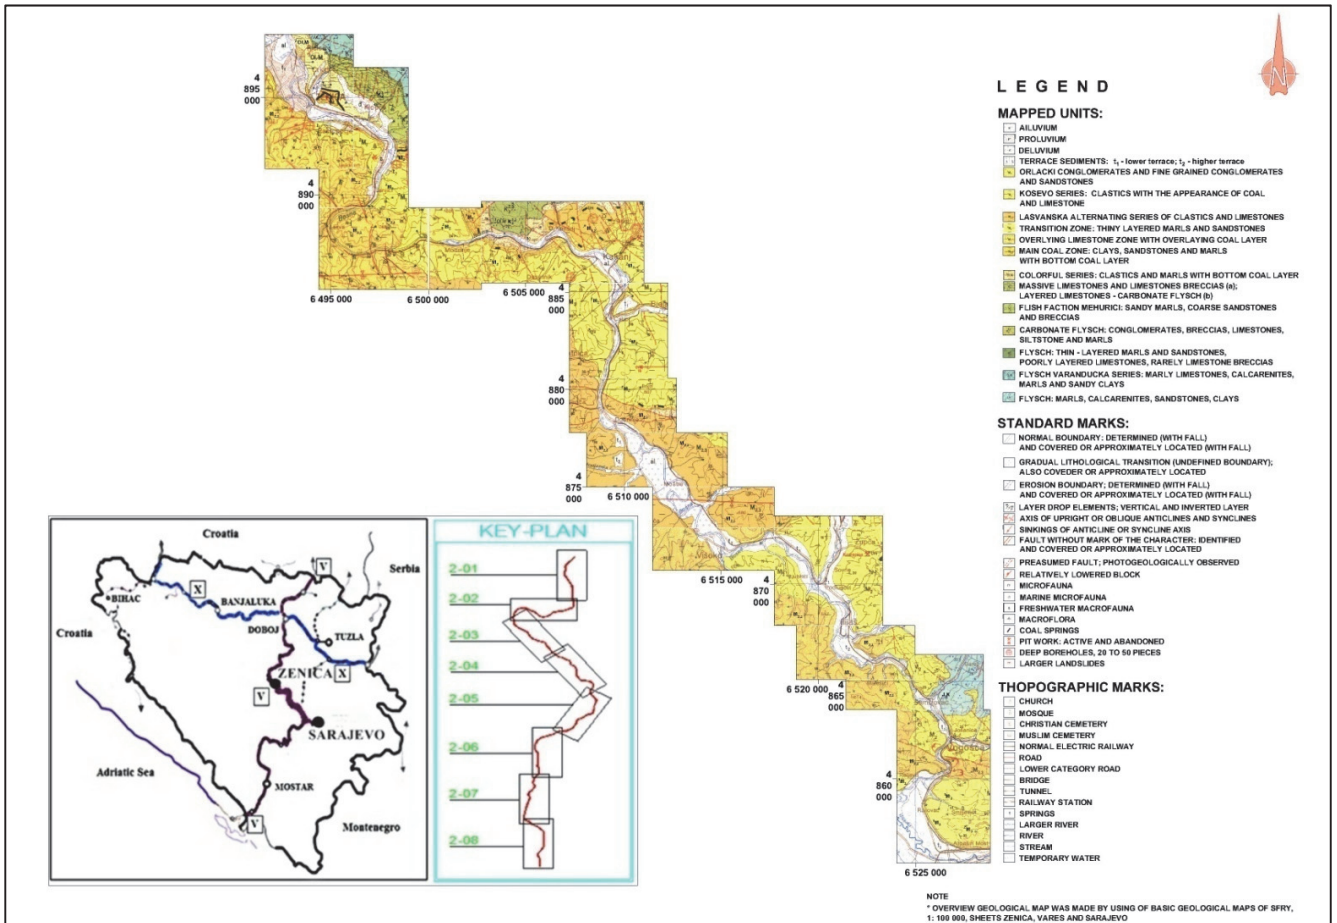 4
895
000
4
890
000
6 495 000
6 500 000
6 505 000
Kakanj
4
885
000
4
880
000
4
875
000
6 510 000
6 515 000
4
870
000
6 520 000
4
865
000
4
860
000
6 525 000
N
L E G E N D
MAPPED UNITS:
AILUVIUM
PROLUVIUM
DELUVIUM
TERRACE SEDIMENTS: t1 - lower terrace; t2 - higher terrace
ORLACKI CONGLOMERATES AND FINE GRAINED CONGLOMERATES
AND SANDSTONES
KOSEVO SERIES: CLASTICS WITH THE APPEARANCE OF COAL
AND LIMESTONE
LASVANSKA ALTERNATING SERIES OF CLASTICS AND LIMESTONES
TRANSITION ZONE: THINY LAYERED MARLS AND SANDSTONES
OVERLYING LIMESTONE ZONE WITH OVERLAYING COAL LAYER
MAIN COAL ZONE: CLAYS, SANDSTONES AND MARLS
WITH BOTTOM COAL LAYER
COLORFUL SERIES: CLASTICS AND MARLS WITH BOTTOM COAL LAYER
MASSIVE LIMESTONES AND LIMESTONES BRECCIAS (a);
LAYERED LIMESTONES - CARBONATE FLYSCH (b)
FLISH FACTION MEHURICI: SANDY MARLS, COARSE SANDSTONES
AND BRECCIAS
CARBONATE FLYSCH: CONGLOMERATES, BRECCIAS, LIMESTONES,
SILTSTONE AND MARLS
FLYSCH: THIN - LAYERED MARLS AND SANDSTONES,
POORLY LAYERED LIMESTONES, RARELY LIMESTONE BRECCIAS
FLYSCH VARANDUCKA SERIES: MARLY LIMESTONES, CALCARENITES,
MARLS AND SANDY CLAYS
FLYSCH: MARLS, CALCARENITES, SANDSTONES, CLAYS
STANDARD MARKS:
NORMAL BOUNDARY: DETERMINED (WITH FALL)
AND COVERED OR APPROXIMATELY LOCATED (WITH FALL)
GRADUAL LITHOLOGICAL TRANSITION (UNDEFINED BOUNDARY);
ALSO COVEDER OR APPROXIMATELY LOCATED
EROSION BOUNDARY; DETERMINED (WITH FALL)
AND COVERED OR APPROXIMATELY LOCATED (WITH FALL)
LAYER DROP ELEMENTS; VERTICAL AND INVERTED LAYER
AXIS OF UPRIGHT OR OBLIQUE ANTICLINES AND SYNCLINES
SINKINGS OF ANTICLINE OR SYNCLINE AXIS
FAULT WITHOUT MARK OF THE CHARACTER: IDENTIFIED
AND COVERED OR APPROXIMATELY LOCATED
PREASUMED FAULT; PHOTOGEOLOGICALLY OBSERVED
RELATIVELY LOWERED BLOCK
MICROFAUNA
MARINE MICROFAUNA
FRESHWATER MACROFAUNA
MACROFLORA
COAL SPRINGS
PIT WORK: ACTIVE AND ABANDONED
DEEP BOREHOLES, 20 TO 50 PIECES
LARGER LANDSLIDES
THOPOGRAPHIC MARKS:
CHURCH
MOSQUE
CHRISTIAN CEMETERY
MUSLIM CEMETERY
NORMAL ELECTRIC RAILWAY
ROAD
LOWER CATEGORY ROAD
BRIDGE
TUNNEL
RAILWAY STATION
SPRINGS
LARGER RIVER
RIVER
STREAM
TEMPORARY WATER
NOTE
* OVERVIEW GEOLOGICAL MAP WAS MADE BY USING OF BASIC GEOLOGICAL MAPS OF SFRY,
1: 100 000, SHEETS ZENICA, VARES AND SARAJEVO
Croatia
V
Serbia
X
BIHAC
BANJALUKA
DOBOJ
TUZLA
Croatia
ZENICA
X
V
SARAJEVO
Adriatic Sea
MOSTAR
V
Montenegro
KEY-PLAN
2-01
2-02
2-03
2-04
2-05
2-06
2-07
2-08